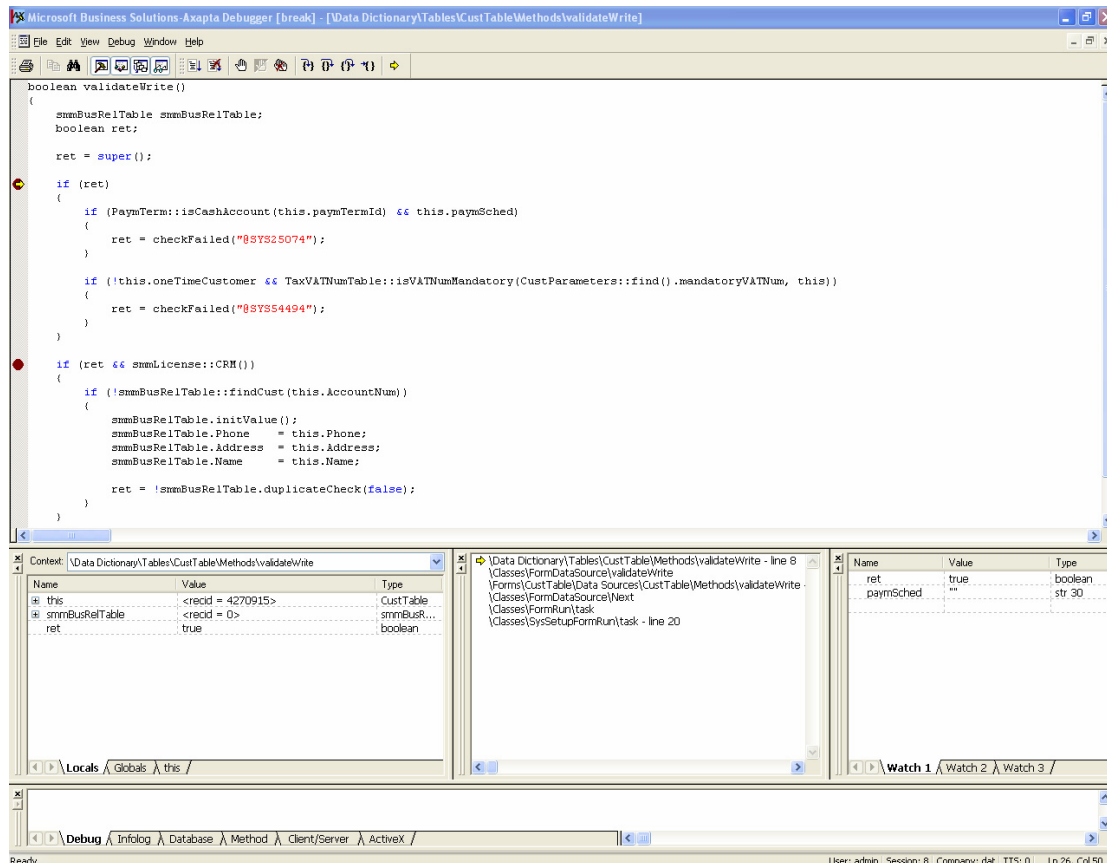 Microsoft Business Solutions-Axapta Debugger [break] - [\Data Dictionary\Tables\CustTable\Methods\validateWrite]
File Edit View Debug Window Help
boolean validateWrite()
{
smmBusRelTable smmBusRelTable;
boolean ret;
ret = super();
if (ret)
{
if (PaymTerm::isCashAccount(this.paymTermId) && this.paymSched)
{
ret = checkFailed("@SYS25074");
}
if (!this.oneTimeCustomer && TaxVATNumTable::isVATNumMandatory(CustParameters::find().mandatoryVATNum, this))
{
ret = checkFailed("@SYS54494");
}
}
if (ret && smmLicense::CRM())
{
if (!smmBusRelTable::findCust(this.AccountNum))
{
smmBusRelTable.initValue();
smmBusRelTable.Phone = this.Phone;
smmBusRelTable.Address = this.Address;
smmBusRelTable.Name = this.Name;
ret = !smmBusRelTable.duplicateCheck(false);
}
}
Context: \Data Dictionary\Tables\CustTable\Methods\validateWrite
Name Value Type
this <recid = 4270915> CustTable
smmBusRelTable <recid = 0> smmBusR...
ret true boolean
Locals Globals this
\Data Dictionary\Tables\CustTable\Methods\validateWrite - line 8
\Classes\FormDataSource\validateWrite
\Forms\CustTable\Data Sources\CustTable\Methods\validateWrite -
\Classes\FormDataSource\Next
\Classes\FormRun\task
\Classes\SysSetupFormRun\task - line 20
Name Value Type
ret true boolean
paymSched "" str 30
Watch 1 Watch 2 Watch 3
Debug Infolog Database Method Client/Server ActiveX
Ready User: admin Session: 8 Company: dat TTS: 0 Ln 26, Col 50